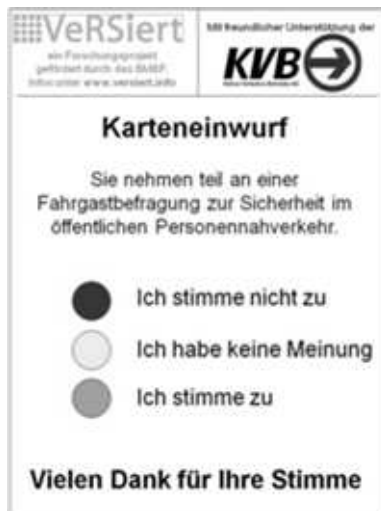 VeRSiert
ein Forschungsprojekt
gefördert durch das BMBF.
Infos unter www.versiert.info
Mit freundlicher Unterstützung der
KVB
Karteneinwurf
Sie nehmen teil an einer
Fahrgastbefragung zur Sicherheit im
öffentlichen Personennahverkehr.
Ich stimme nicht zu
Ich habe keine Meinung
Ich stimme zu
Vielen Dank für Ihre Stimme